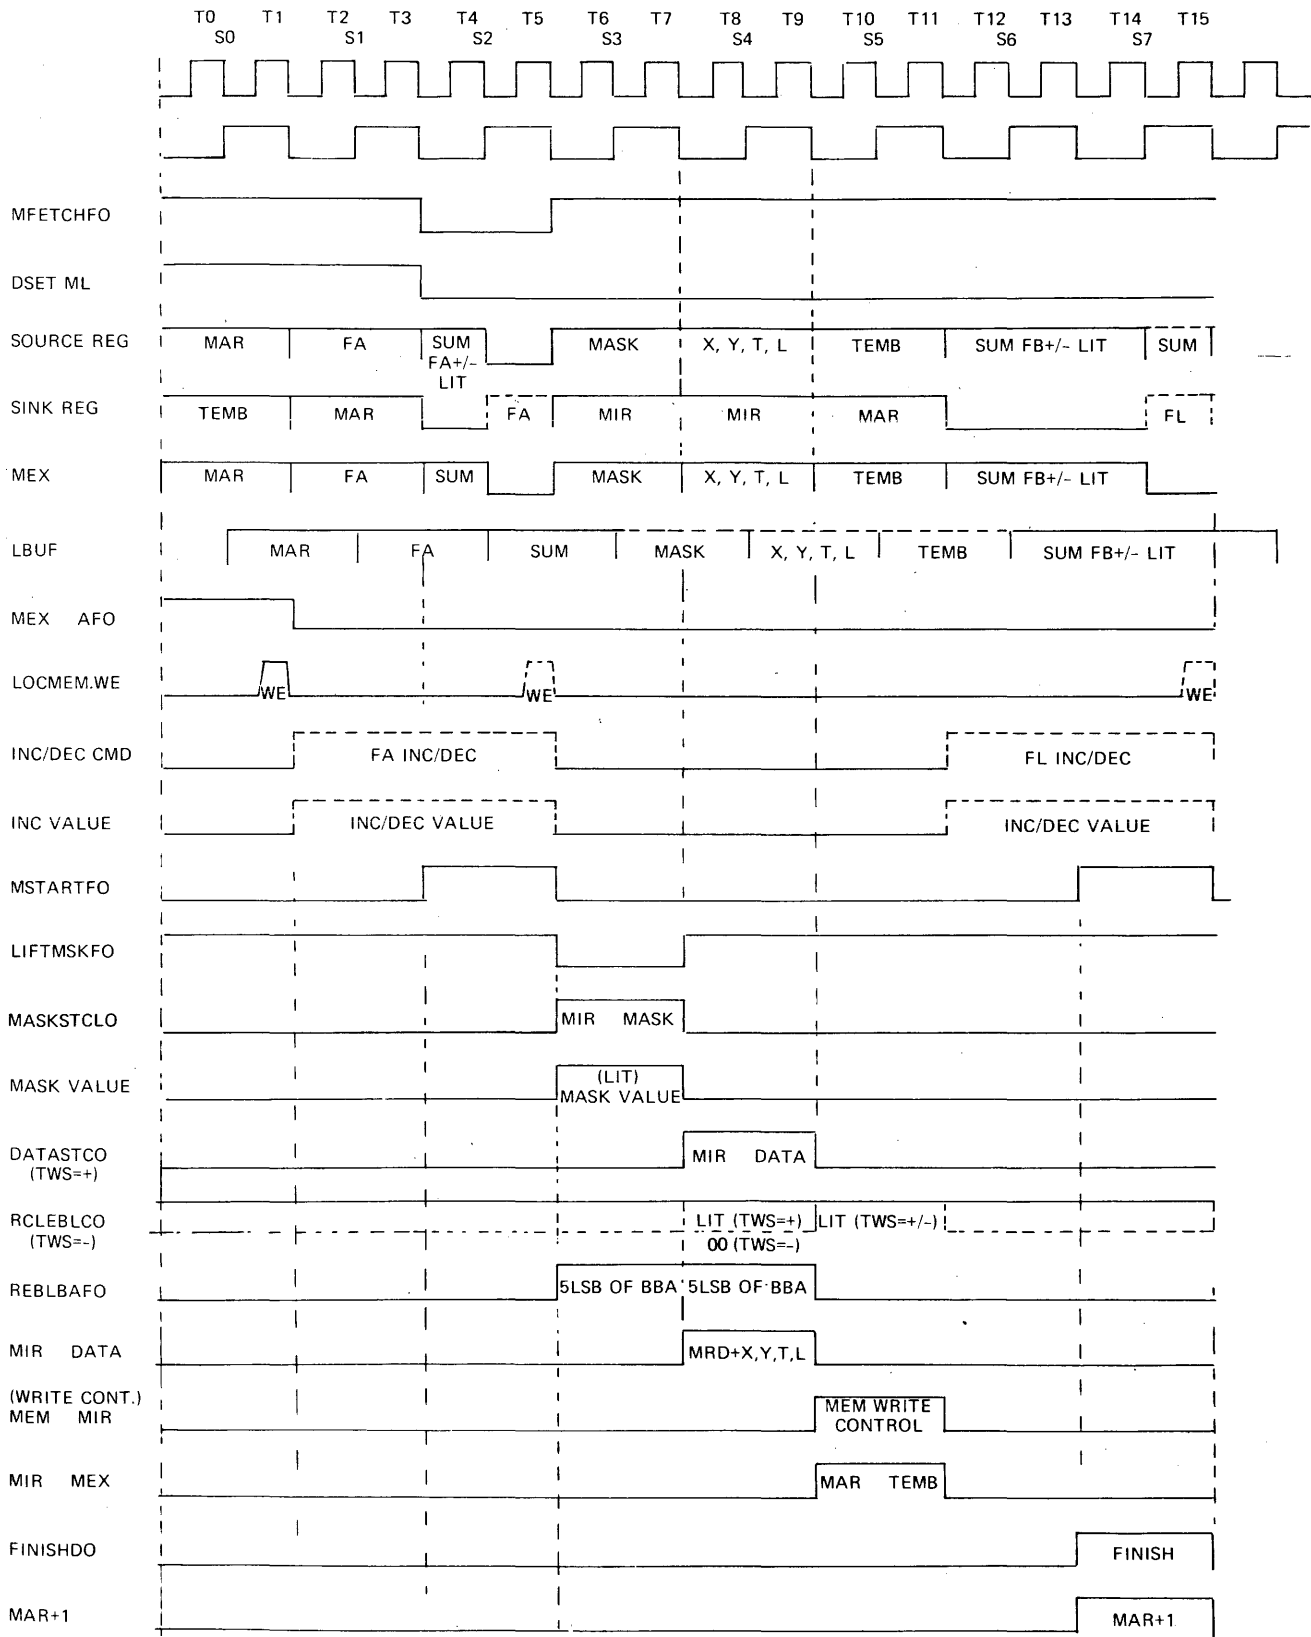 T0 T1 T2 T3 T4 T5 T6 T7 T8 T9 T10 T11 T12 T13 T14 T15
S0 S1 S2 S3 S4 S5 S6 S7
MFETCHFO
DSET ML
SOURCE REG MAR FA SUM MASK X, Y, T, L TEMB SUM FB+/- LIT SUM
FA+/-
LIT
SINK REG TEMB MAR FA MIR MIR MAR FL
MEX MAR FA SUM MASK X, Y, T, L TEMB SUM FB+/- LIT
LBUF MAR FA SUM MASK X, Y, T, L TEMB SUM FB+/- LIT
MEX AFO
LOCMEM.WE WE WE WE
INC/DEC CMD FA INC/DEC FL INC/DEC
INC VALUE INC/DEC VALUE INC/DEC VALUE
MSTARTFO
LIFTMSKFO
MASKSTCLO MIR MASK
MASK VALUE (LIT)
MASK VALUE
DATASTCO MIR DATA
(TWS=+)
RCLEBLCO LIT (TWS=+) LIT (TWS=+/-)
(TWS=-) 00 (TWS=-)
REBLBAFO 5LSB OF BBA 5LSB OF BBA
MIR DATA MRD+X,Y,T,L
(WRITE CONT.) MEM WRITE
MEM MIR CONTROL
MIR MEX MAR TEMB
FINISHDO FINISH
MAR+1 MAR+1